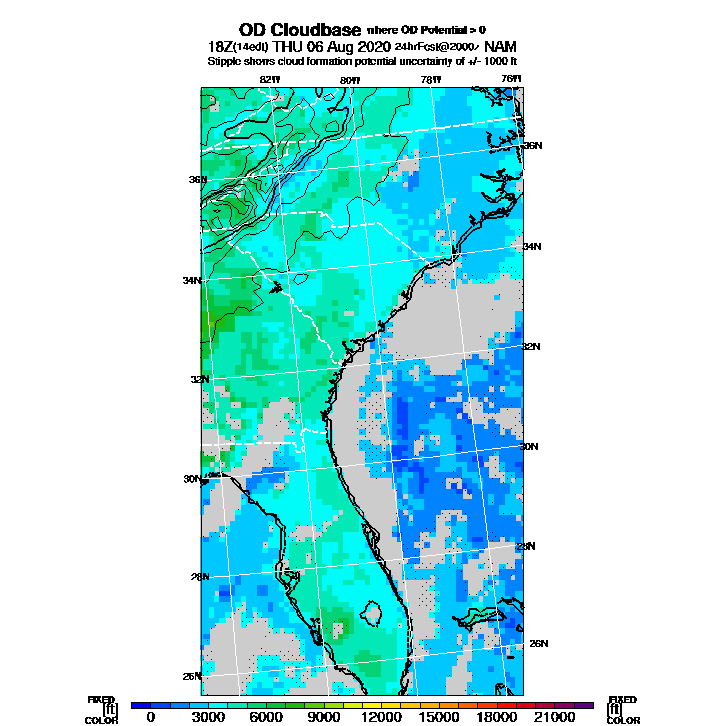 OD Cloudbase where OD Potential > 0
18Z(14edt) THU 06 Aug 2020 24hrFcst@2000z NAM
Stipple shows cloud formation potential uncertainty of +/- 1000 ft
82W 80W 78W 76W
36N
36N
34N
34N
32N
32N
30N
30N
28N
28N
26N
26N
FIXED FIXED
[ft] [ft]
COLOR COLOR
0 3000 6000 9000 12000 15000 18000 21000